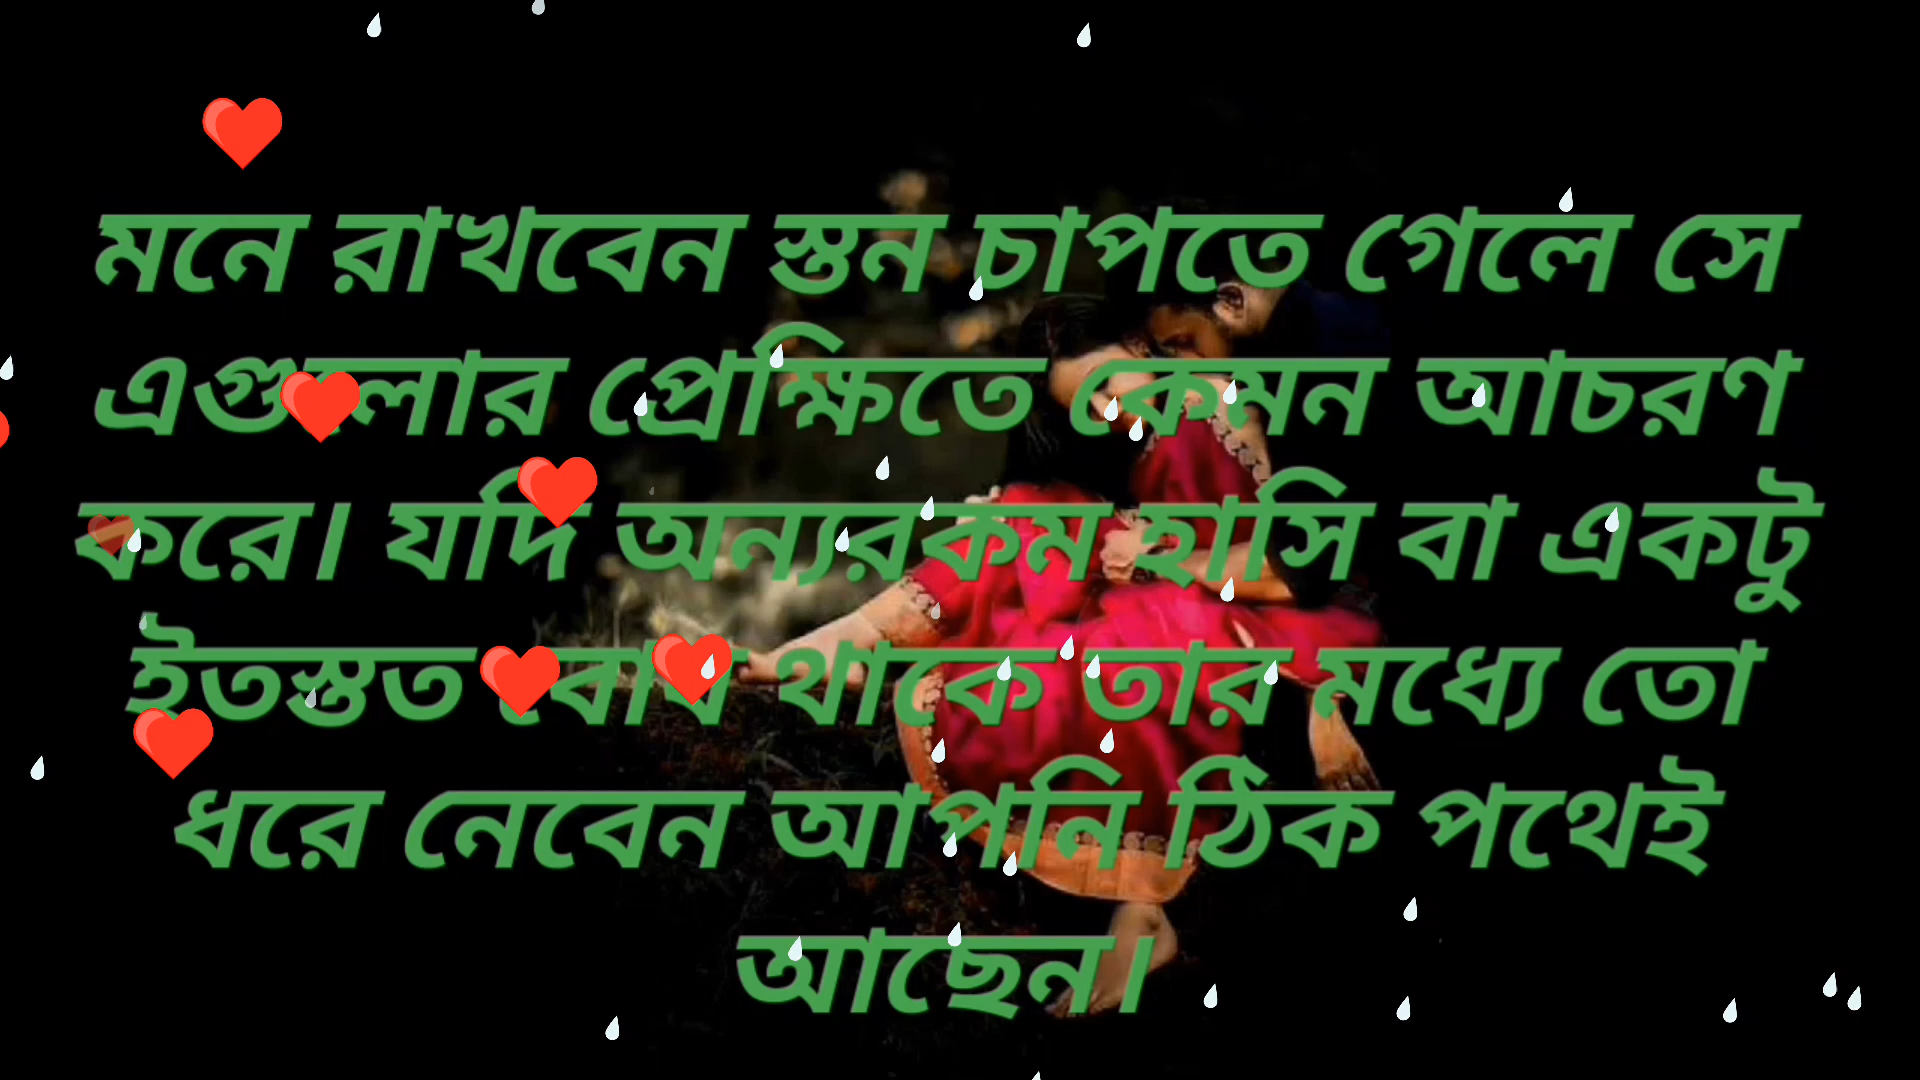 মনে রাখবেন স্তন চাপতে গেলে সে
এগুলোর প্রেক্ষিতে কেমন আচরণ
করে। যদি অন্যরকম হাসি বা একটু
ইতস্তত বোধ থাকে তার মধ্যে তো
ধরে নেবেন আপনি ঠিক পথেই
আছেন।